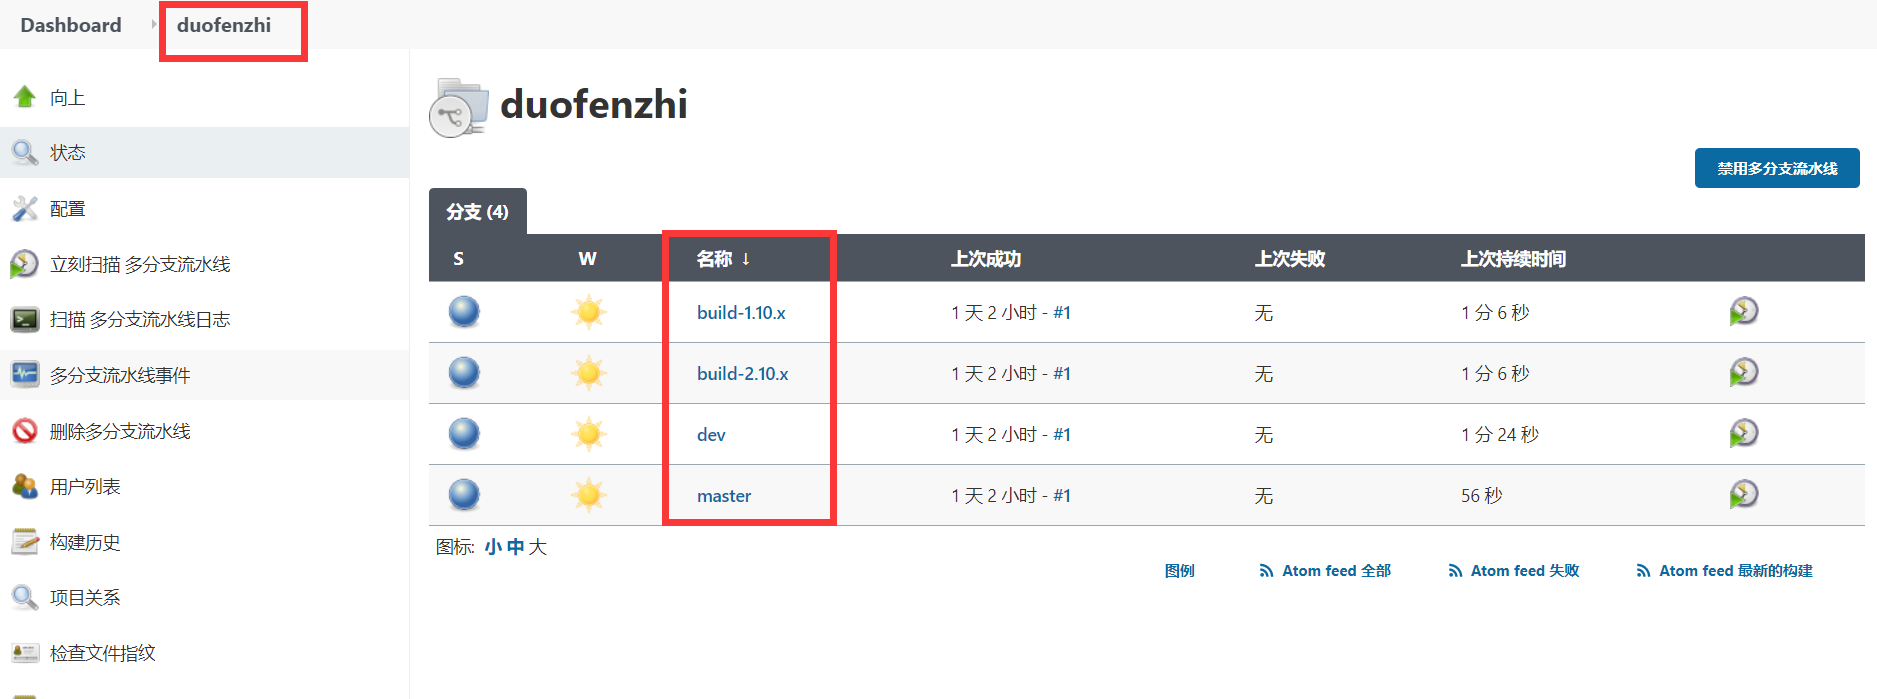 Dashboard
duofenzhi
向上
状态
配置
立刻扫描 多分支流水线
扫描 多分支流水线日志
多分支流水线事件
删除多分支流水线
用户列表
构建历史
项目关系
检查文件指纹
duofenzhi
禁用多分支流水线
分支 (4)
S W 名称 ↓ 上次成功 上次失败 上次持续时间
build-1.10.x 1 天 2 小时 - #1 无 1 分 6 秒
build-2.10.x 1 天 2 小时 - #1 无 1 分 6 秒
dev 1 天 2 小时 - #1 无 1 分 24 秒
master 1 天 2 小时 - #1 无 56 秒
图标: 小 中 大
图例 Atom feed 全部 Atom feed 失败 Atom feed 最新的构建